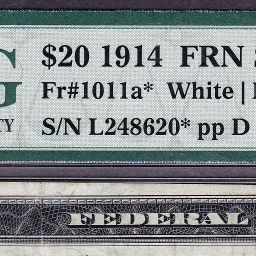 $20 1914 FRN
Fr#1011a* White |
S/N L248620* pp D
FEDERAL